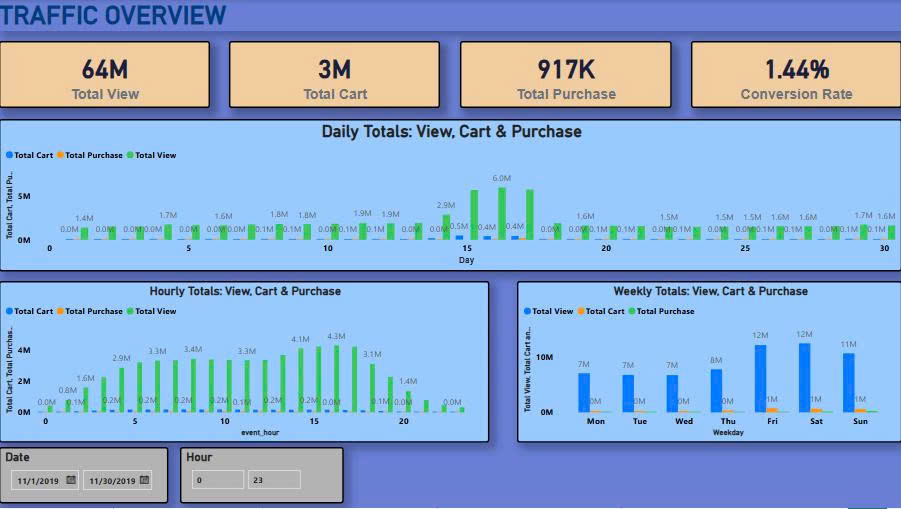 TRAFFIC OVERVIEW
64M
Total View
3M
Total Cart
917K
Total Purchase
1.44%
Conversion Rate
Daily Totals: View, Cart & Purchase
Total Cart Total Purchase Total View
Total Cart, Total Pu..
5M
0M
0.0M 1.4M 0.0M 0.0M 1.7M 0.0M 1.6M 0.0M 0.0M 1.8M 0.1M 1.8M 0.0M 0.1M 1.9M 0.1M 1.9M 0.0M 0.0M 2.9M 0.5M 6.0M 0.4M 0.4M 0.0M 0.1M 1.6M 0.0M 0.1M 0.0M 1.5M 0.1M 0.0M 1.5M 0.1M 1.5M 0.0M 1.6M 0.1M 1.6M 0.0M 0.1M 1.7M 0.0M 1.6M
0 5 10 15 20 25 30
Day
Hourly Totals: View, Cart & Purchase
Total Cart Total Purchase Total View
Total Cart, Total Purchas..
4M
2M
0M
0.0M 0.8M 0.1M 1.6M 2.9M 0.2M 3.3M 0.2M 3.4M 0.2M 0.1M 3.3M 0.2M 4.1M 0.2M 4.3M 3.1M 0.1M 1.4M 0.0M 0.0M
0 5 10 15 20
event_hour
Weekly Totals: View, Cart & Purchase
Total View Total Cart Total Purchase
Total View, Total Cart an..
10M
0M
7M 0M 7M 0M 7M 0M 8M 0M 12M 1M 12M 1M 11M 1M
Mon Tue Wed Thu Fri Sat Sun
Weekday
Date
11/1/2019 11/30/2019
Hour
0 23